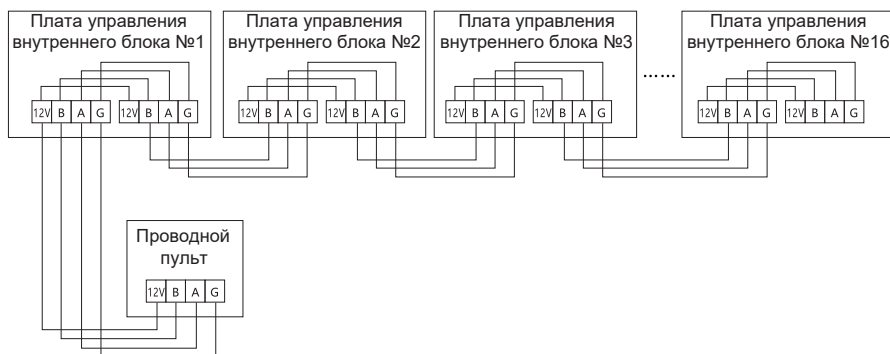 Плата управления
внутреннего блока №1
12V B A G 12V B A G
Плата управления
внутреннего блока №2
12V B A G 12V B A G
Плата управления
внутреннего блока №3
12V B A G 12V B A G
......
Плата управления
внутреннего блока №16
12V B A G 12V B A G
Проводной
пульт
12V B A G